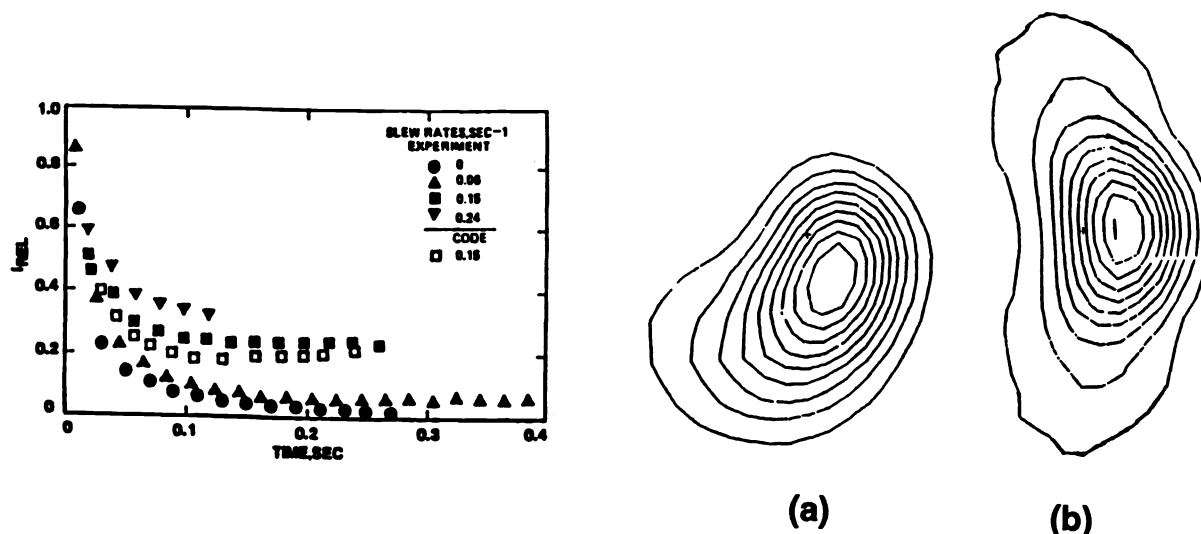 1.0
0.8
0.6
0.4
0.2
0
IREL
0
0.1
0.2
0.3
0.4
TIME,SEC
SLEW RATES,SEC-1
EXPERIMENT
0
0.06
0.15
0.24
CODE
0.15
(a)
(b)